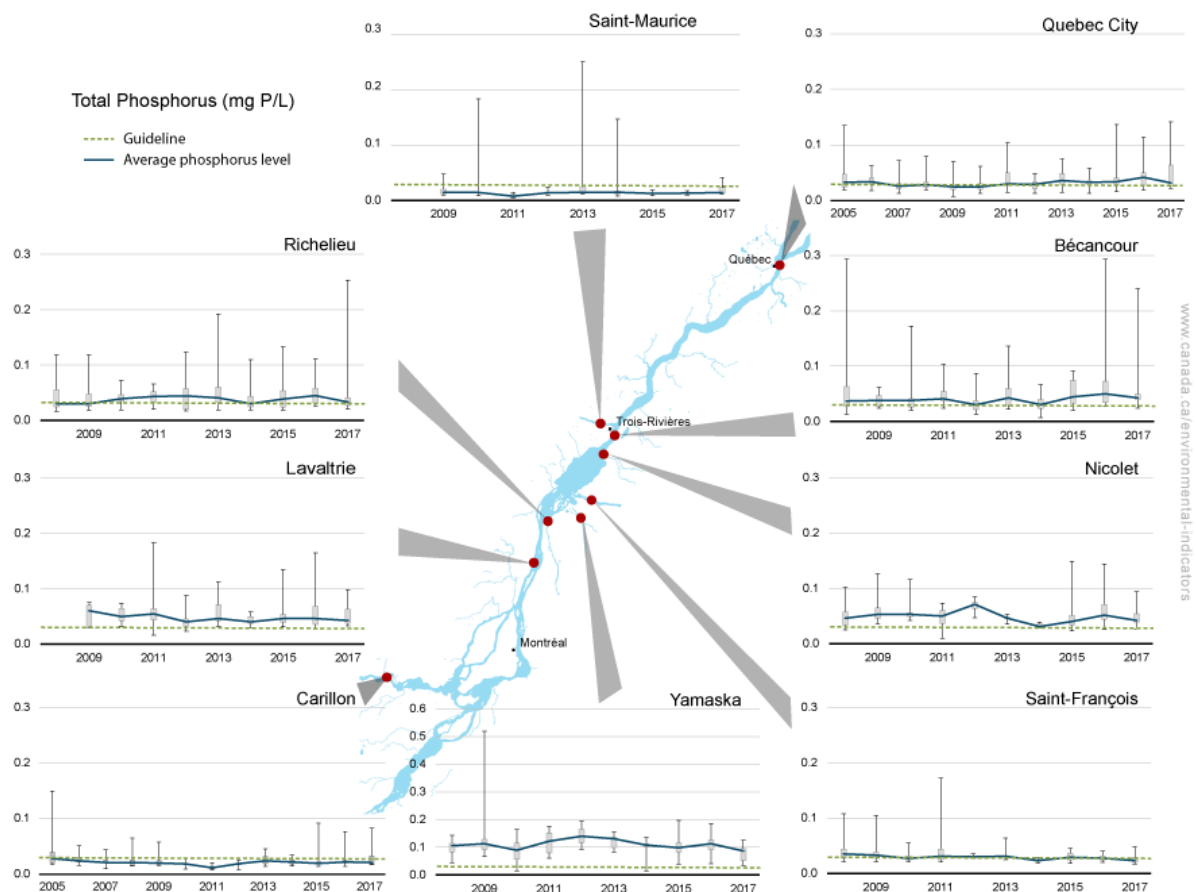 Total Phosphorus (mg P/L)
Guideline
Average phosphorus level
Saint-Maurice
0.3
0.2
0.1
0.0
2009 2011 2013 2015 2017
Quebec City
0.3
0.2
0.1
0.0
2005 2007 2009 2011 2013 2015 2017
Richelieu
0.3
0.2
0.1
0.0
2009 2011 2013 2015 2017
Québec
Trois-Rivières
Montréal
Bécancour
0.3
0.2
0.1
0.0
2009 2011 2013 2015 2017
Lavaltrie
0.3
0.2
0.1
0.0
2009 2011 2013 2015 2017
Nicolet
0.3
0.2
0.1
0.0
2009 2011 2013 2015 2017
Carillon
0.3
0.2
0.1
0.0
2005 2007 2009 2011 2013 2015 2017
Yamaska
0.6
0.5
0.4
0.3
0.2
0.1
0.0
2009 2011 2013 2015 2017
Saint-François
0.3
0.2
0.1
0.0
2009 2011 2013 2015 2017
www.canada.ca/environmental-indicators